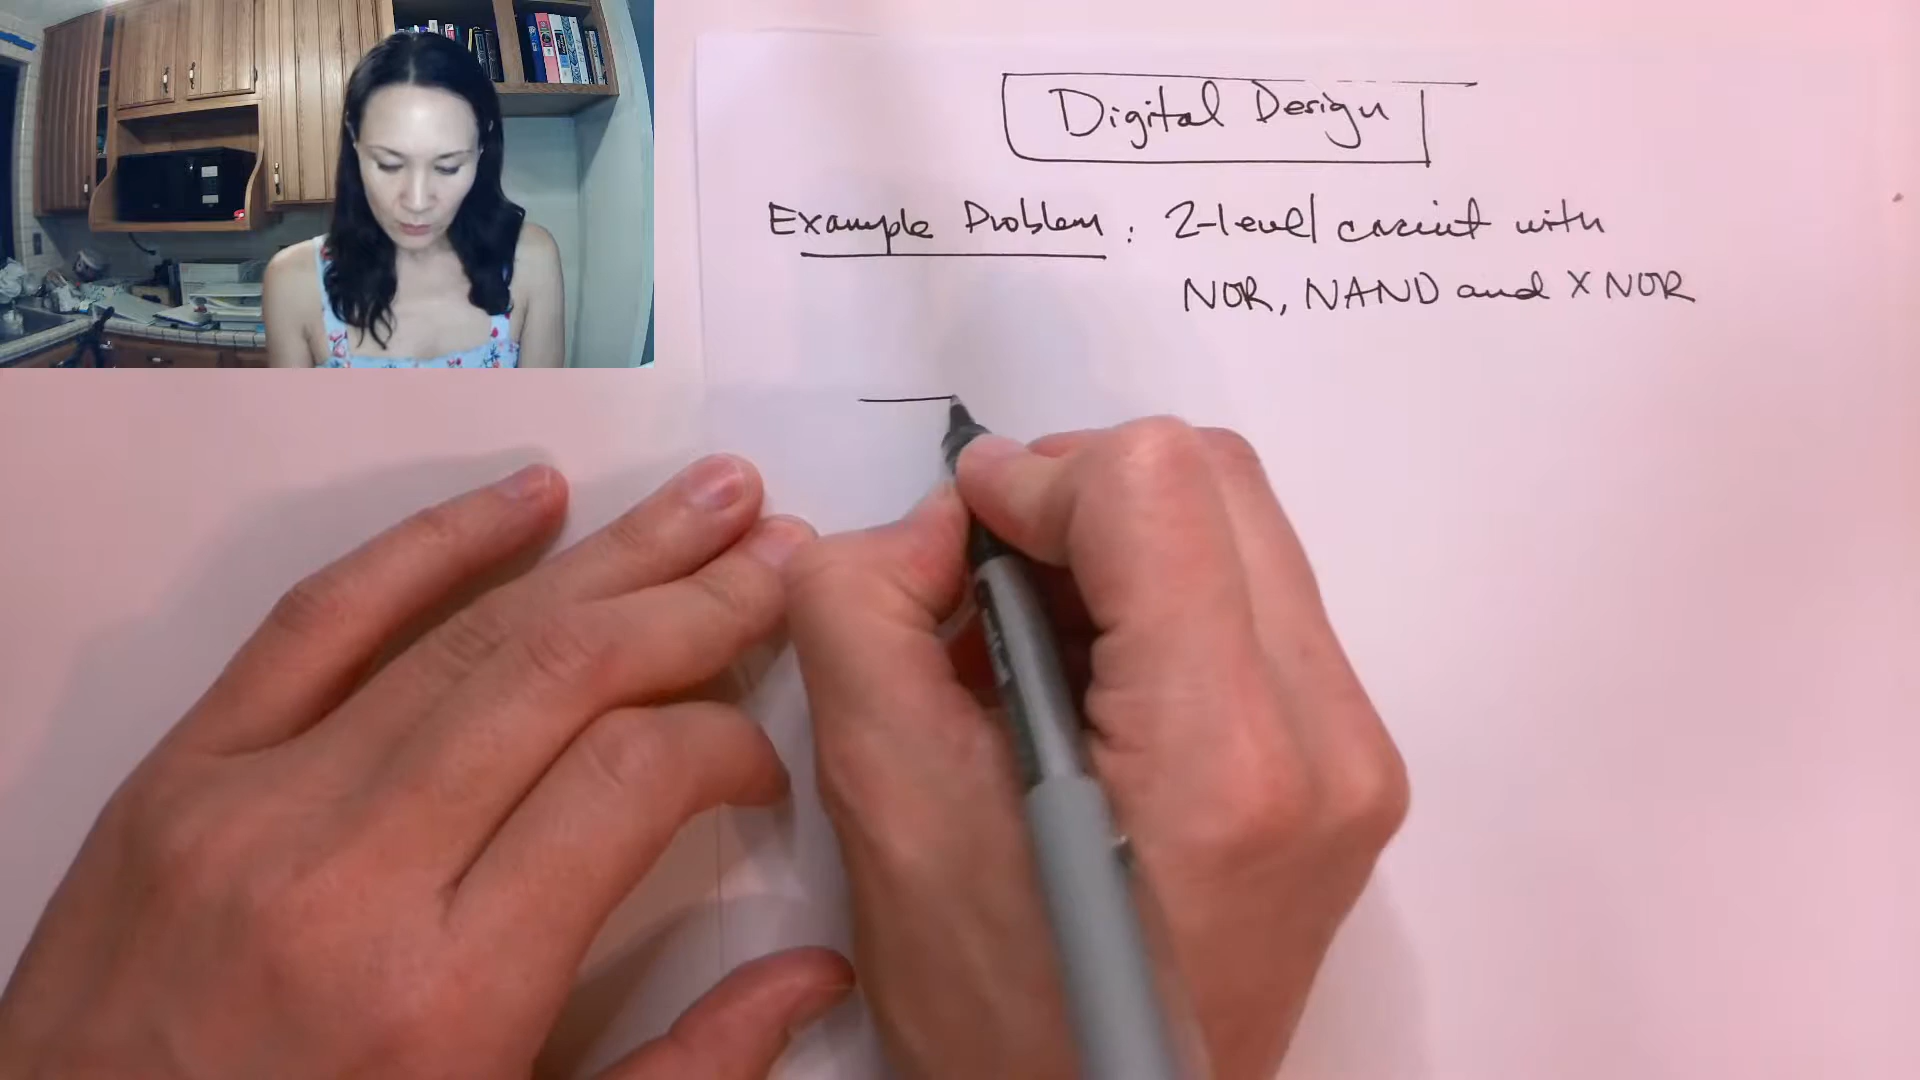 Digital Design
Example Problem: 2-level circuit with
NOR, NAND and XNOR